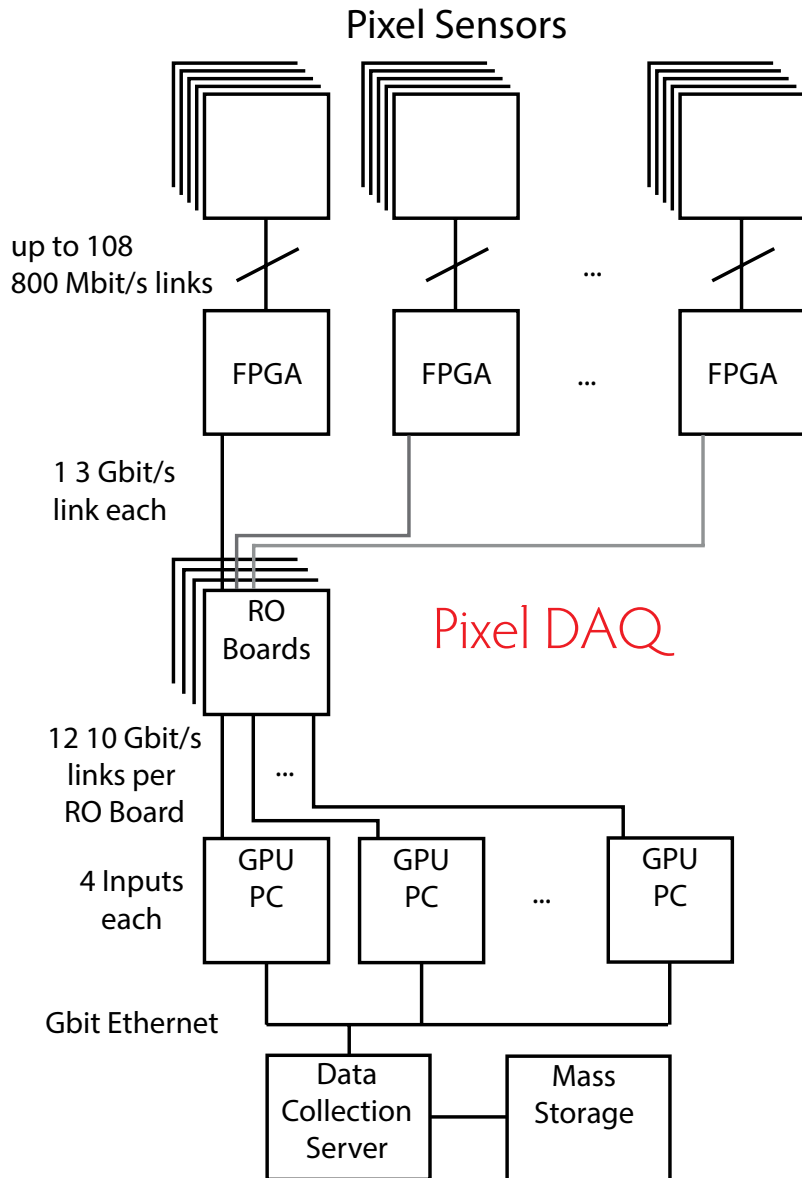 Pixel Sensors
up to 108
800 Mbit/s links
...
FPGA
FPGA
...
FPGA
1 3 Gbit/s
link each
RO
Boards
Pixel DAQ
12 10 Gbit/s
links per
RO Board
...
4 Inputs
each
GPU
PC
GPU
PC
...
GPU
PC
Gbit Ethernet
Data
Collection
Server
Mass
Storage